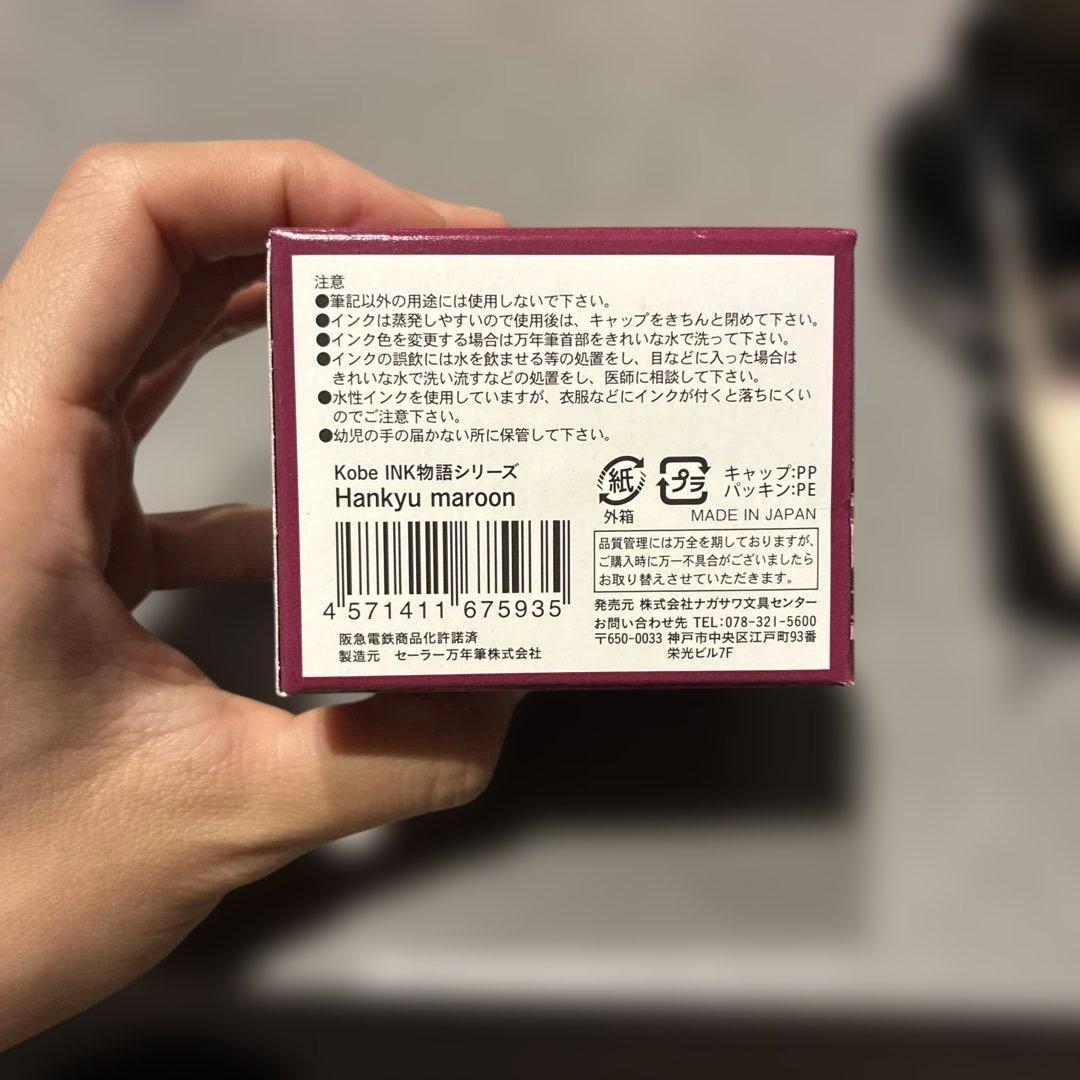 注意
●筆記以外の用途には使用しないで下さい。
●インクは蒸発しやすいので使用後は、キャップをきちんと閉めて下さい。
●インク色を変更する場合は万年筆首部をきれいな水で洗って下さい。
●インクの誤飲には水を飲ませる等の処置をし、目などに入った場合は
きれいな水で洗い流すなどの処置をし、医師に相談して下さい。
●水性インクを使用していますが、衣服などにインクが付くと落ちにくい
のでご注意下さい。
●幼児の手の届かない所に保管して下さい。
Kobe INK物語シリーズ
Hankyu maroon
4 571411 675935
阪急電鉄商品化許諾済
製造元 セーラー万年筆株式会社
紙
外箱
プラ
キャップ:PP
パッキン:PE
MADE IN JAPAN
品質管理には万全を期しておりますが、
ご購入時に万一不具合がございましたら
お取り替えさせていただきます。
発売元 株式会社ナガサワ文具センター
お問い合わせ先 TEL:078-321-5600
〒650-0033 神戸市中央区江戸町93番
栄光ビル7F